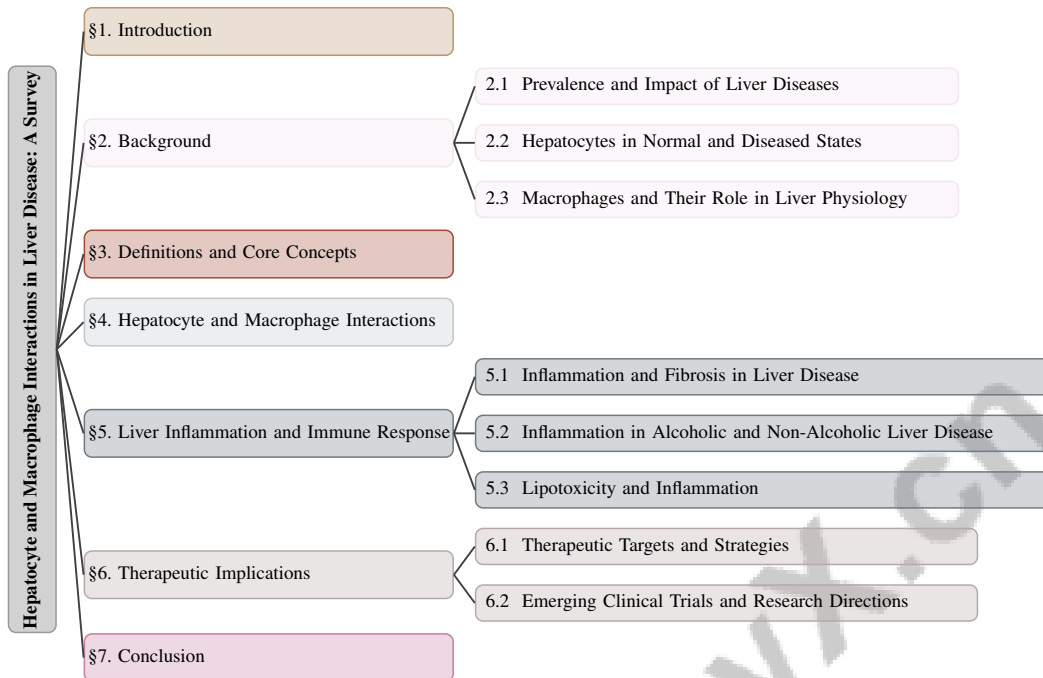 Hepatocyte and Macrophage Interactions in Liver Disease: A Survey
§1. Introduction
§2. Background
2.1 Prevalence and Impact of Liver Diseases
2.2 Hepatocytes in Normal and Diseased States
2.3 Macrophages and Their Role in Liver Physiology
§3. Definitions and Core Concepts
§4. Hepatocyte and Macrophage Interactions
§5. Liver Inflammation and Immune Response
5.1 Inflammation and Fibrosis in Liver Disease
5.2 Inflammation in Alcoholic and Non-Alcoholic Liver Disease
5.3 Lipotoxicity and Inflammation
§6. Therapeutic Implications
6.1 Therapeutic Targets and Strategies
6.2 Emerging Clinical Trials and Research Directions
§7. Conclusion
vx.cn